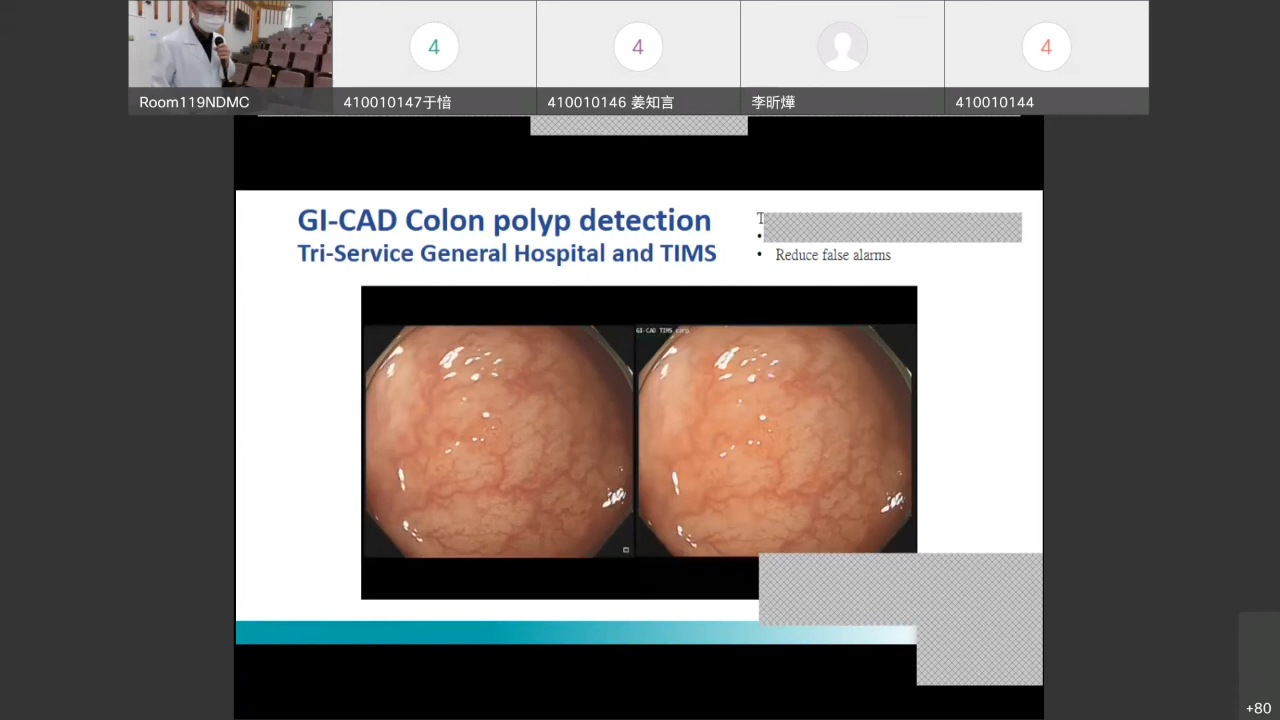 4
4
4
Room119NDMC
410010147于愔
410010146 姜知言
李昕燁
410010144
GI-CAD Colon polyp detection
Tri-Service General Hospital and TIMS
T
• Reduce false alarms
GI-CAD TIMS corp.
+80